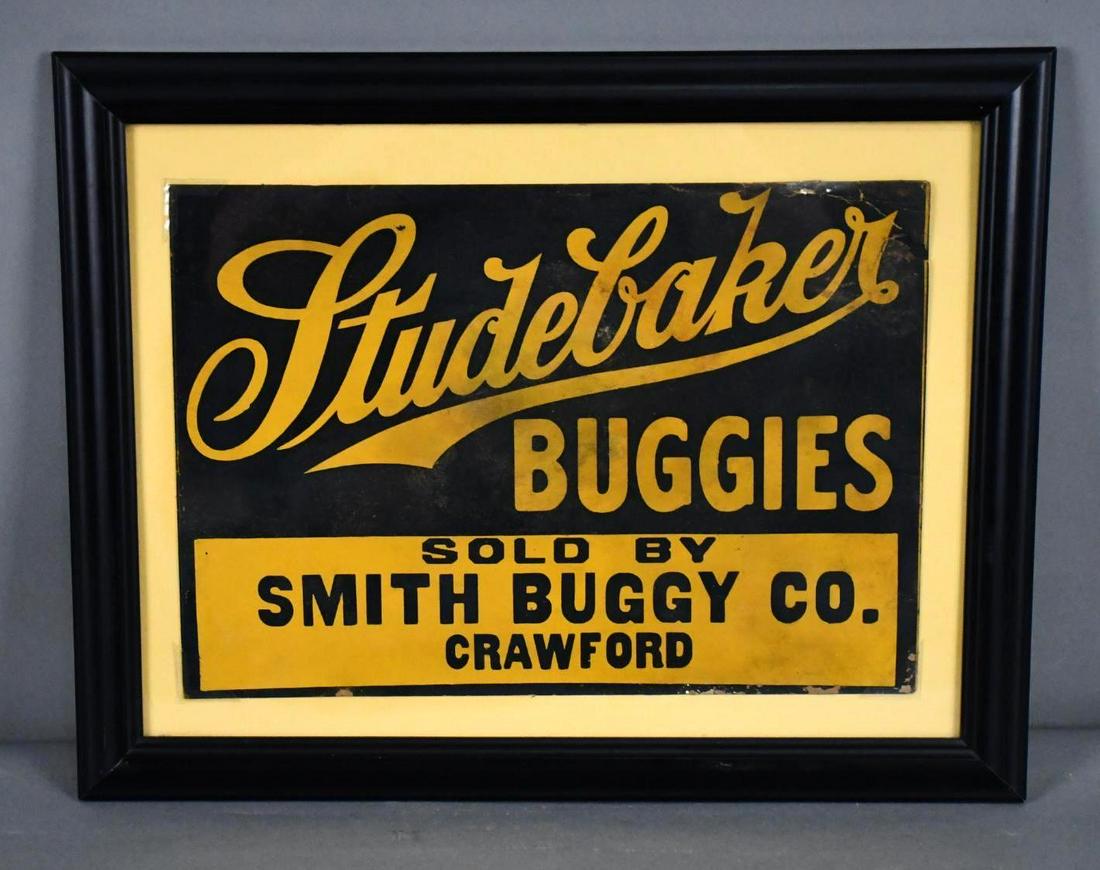 Studebaker
BUGGIES
SOLD BY
SMITH BUGGY CO.
CRAWFORD